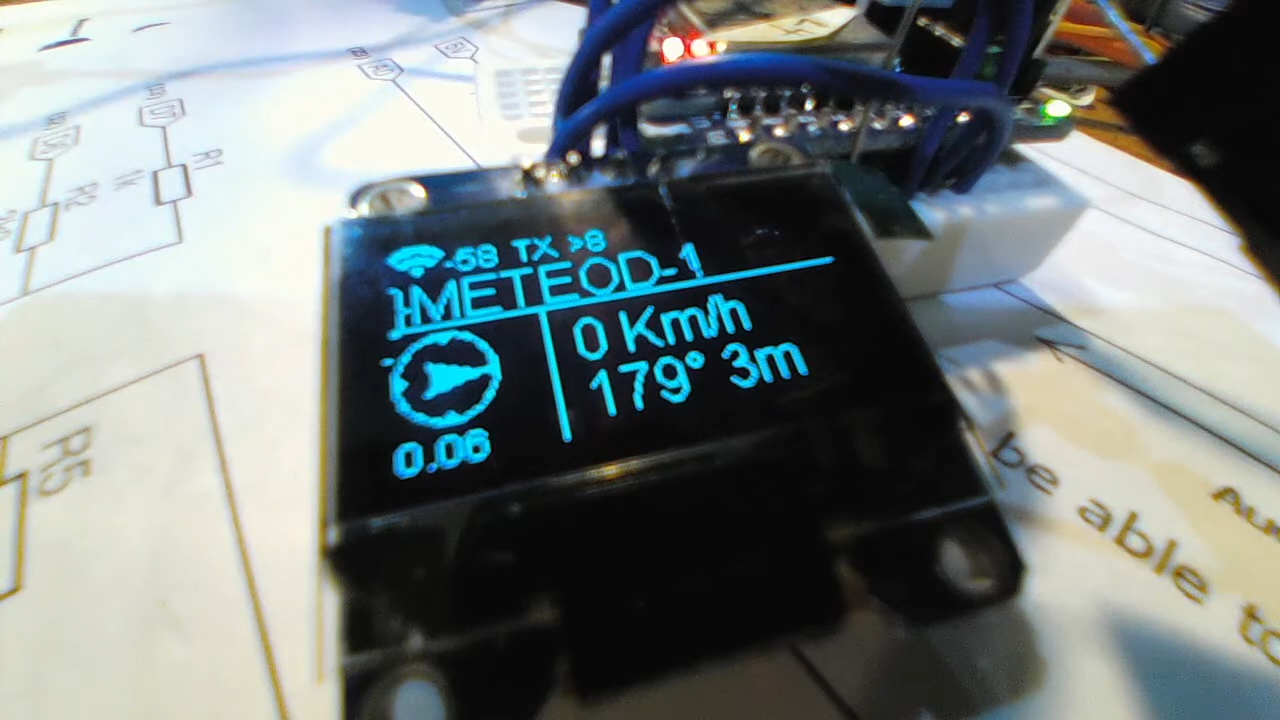 -58 TX >8
}-METEOD-1
0 Km/h
179° 3m
0.06
R1
1K
R2
R5
be able to